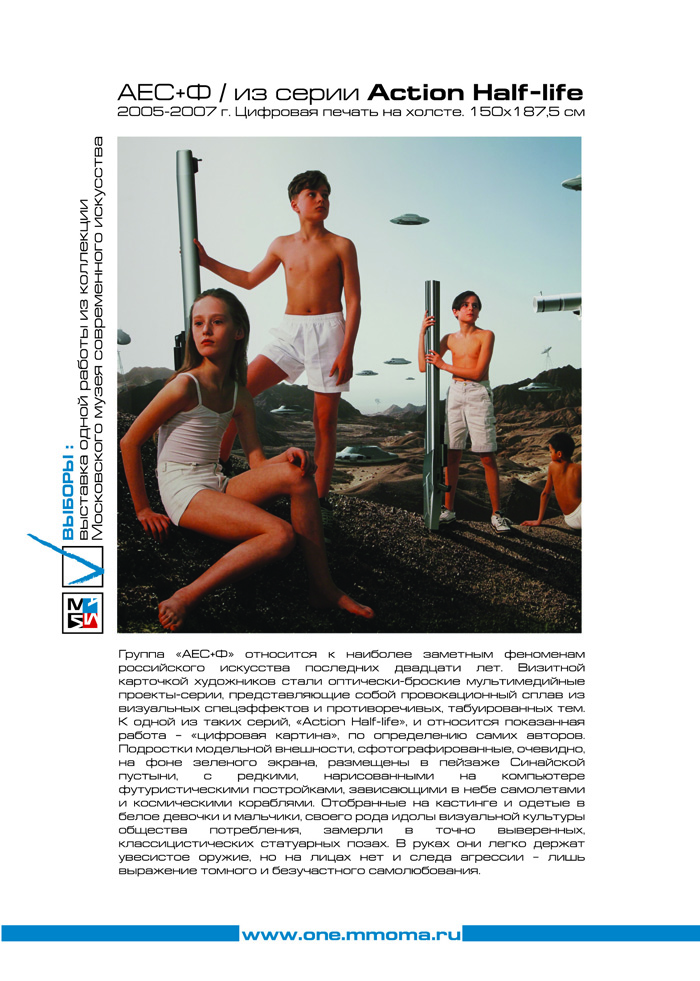 АЕС+Ф / из серии Action Half-life
2005-2007 г. Цифровая печать на холсте. 150х187,5 см
ВЫБОРЫ :
выставка одной работы из коллекции
Московского музея современного искусства
Группа «АЕС+Ф» относится к наиболее заметным феноменам
российского искусства последних двадцати лет. Визитной
карточкой художников стали оптически-броские мультимедийные
проекты-серии, представляющие собой провокационный сплав из
визуальных спецэффектов и противоречивых, табуированных тем.
К одной из таких серий, «Action Half-life», и относится показанная
работа – «цифровая картина», по определению самих авторов.
Подростки модельной внешности, сфотографированные, очевидно,
на фоне зеленого экрана, размещены в пейзаже Синайской
пустыни, с редкими, нарисованными на компьютере
футуристическими постройками, зависающими в небе самолетами
и космическими кораблями. Отобранные на кастинге и одетые в
белое девочки и мальчики, своего рода идолы визуальной культуры
общества потребления, замерли в точно выверенных,
классицистических статуарных позах. В руках они легко держат
увесистое оружие, но на лицах нет и следа агрессии – лишь
выражение томного и безучастного самолюбования.
www.one.mmoma.ru